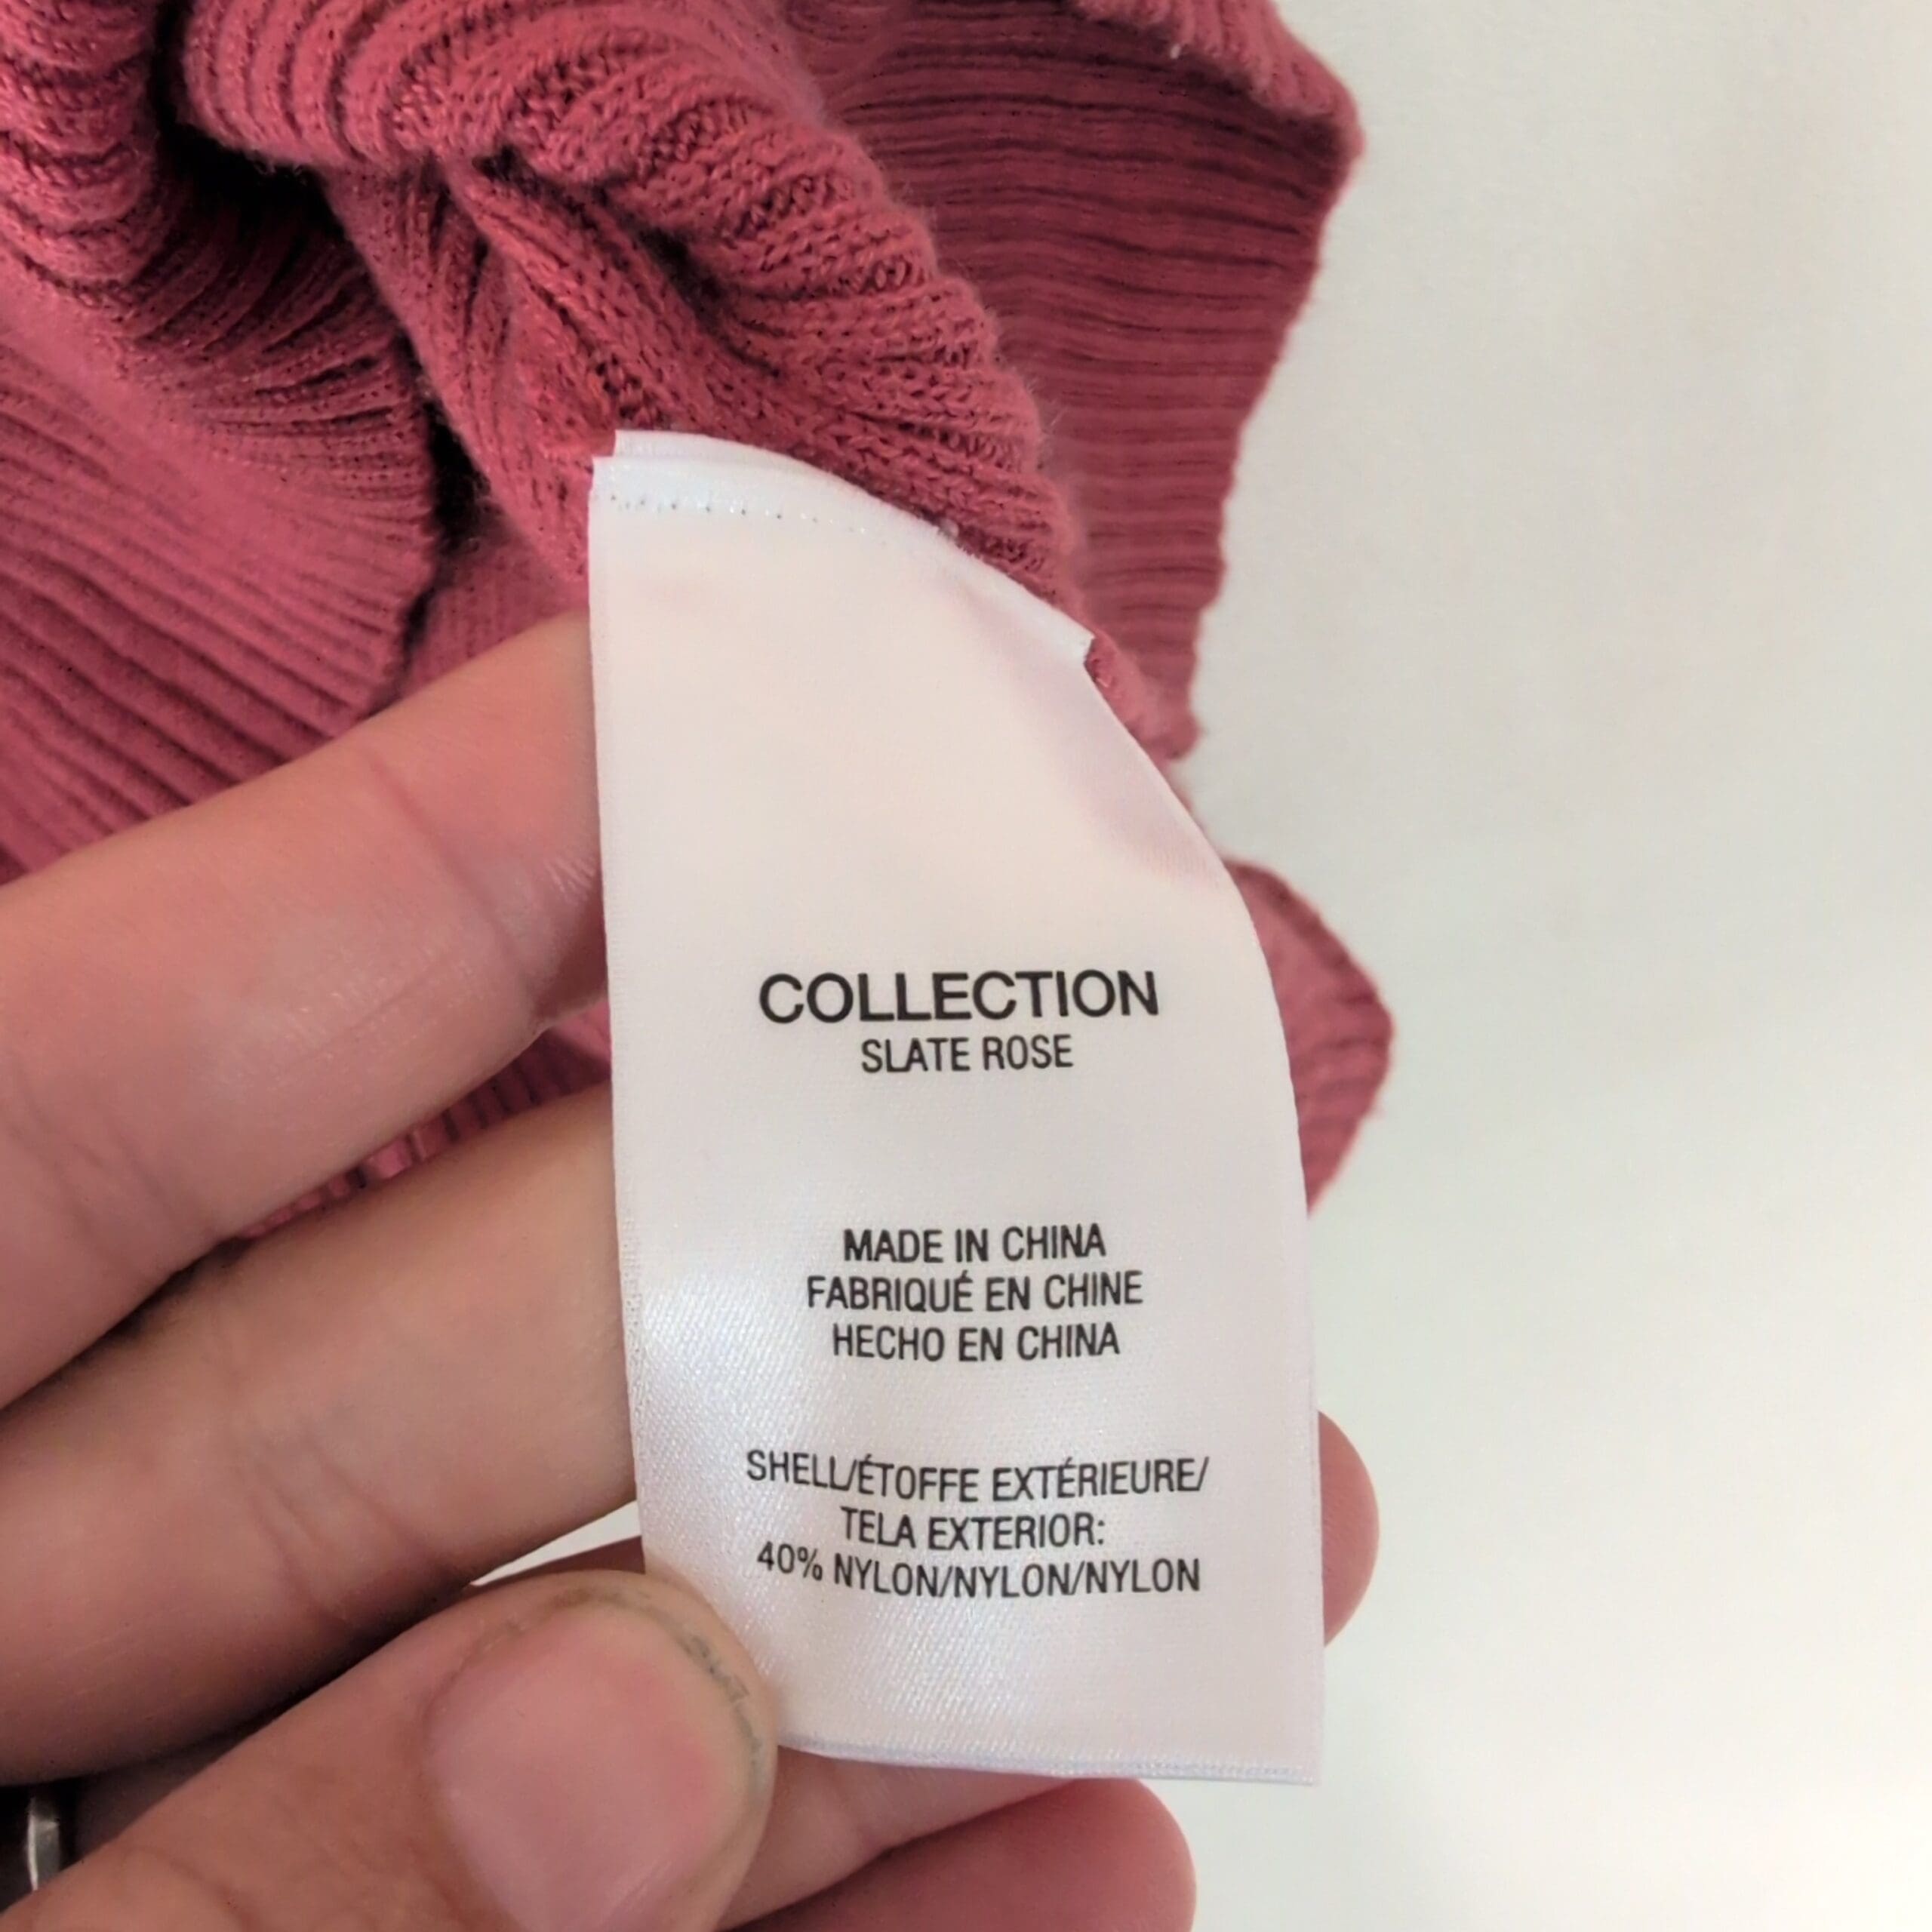 COLLECTION
SLATE ROSE
MADE IN CHINA
FABRIQUÉ EN CHINE
HECHO EN CHINA
SHELL/ÉTOFFE EXTÉRIEURE/
TELA EXTERIOR:
40% NYLON/NYLON/NYLON